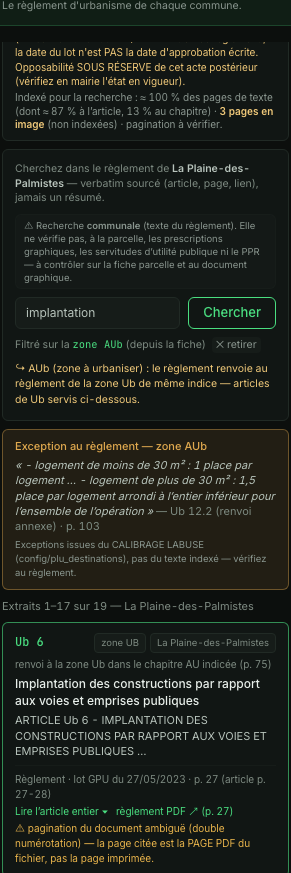 Le règlement d'urbanisme de chaque commune.
la date du lot n'est PAS la date d'approbation écrite.
Opposabilité SOUS RÉSERVE de cet acte postérieur
(vérifiez en mairie l'état en vigueur).
Indexé pour la recherche : ≈ 100 % des pages de texte
(dont ≈ 87 % à l'article, 13 % au chapitre) · 3 pages en
image (non indexées) · pagination à vérifier.
Cherchez dans le règlement de La Plaine-des-
Palmistes — verbatim sourcé (article, page, lien),
jamais un résumé.
⚠ Recherche communale (texte du règlement). Elle
ne vérifie pas, à la parcelle, les prescriptions
graphiques, les servitudes d'utilité publique ni le PPR
— à contrôler sur la fiche parcelle et au document
graphique.
implantation
Chercher
Filtré sur la zone AUb (depuis la fiche) ✕ retirer
↪ AUb (zone à urbaniser) : le règlement renvoie au
règlement de la zone Ub de même indice — articles
de Ub servis ci-dessous.
Exception au règlement — zone AUb
« - logement de moins de 30 m² : 1 place par
logement ... - logement de plus de 30 m² : 1,5
place par logement arrondi à l'entier inférieur pour
l'ensemble de l'opération » — Ub 12.2 (renvoi
annexe) · p. 103
Exceptions issues du CALIBRAGE LABUSE
(config/plu_destinations), pas du texte indexé — vérifiez
au règlement.
Extraits 1–17 sur 19 — La Plaine-des-Palmistes
Ub 6 zone UB La Plaine-des-Palmistes
renvoi à la zone Ub dans le chapitre AU indicée (p. 75)
Implantation des constructions par rapport
aux voies et emprises publiques
ARTICLE Ub 6 - IMPLANTATION DES
CONSTRUCTIONS PAR RAPPORT AUX VOIES ET
EMPRISES PUBLIQUES ...
Règlement · lot GPU du 27/05/2023 · p. 27 (article p.
27-28)
Lire l'article entier ▾ règlement PDF ↗ (p. 27)
⚠ pagination du document ambiguë (double
numérotation) — la page citée est la PAGE PDF du
fichier, pas la page imprimée.